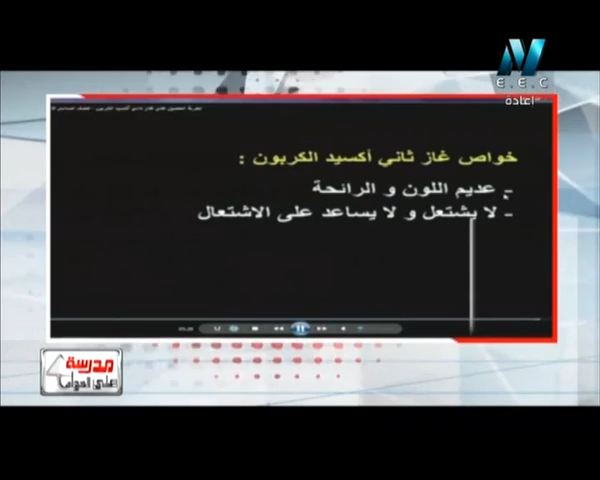 E.E.C
إعادة
خواص غاز ثاني أكسيد الكربون :
- عديم اللون و الرائحة
- لا يشتعل و لا يساعد على الاشتعال
مدرسة
على الهواء